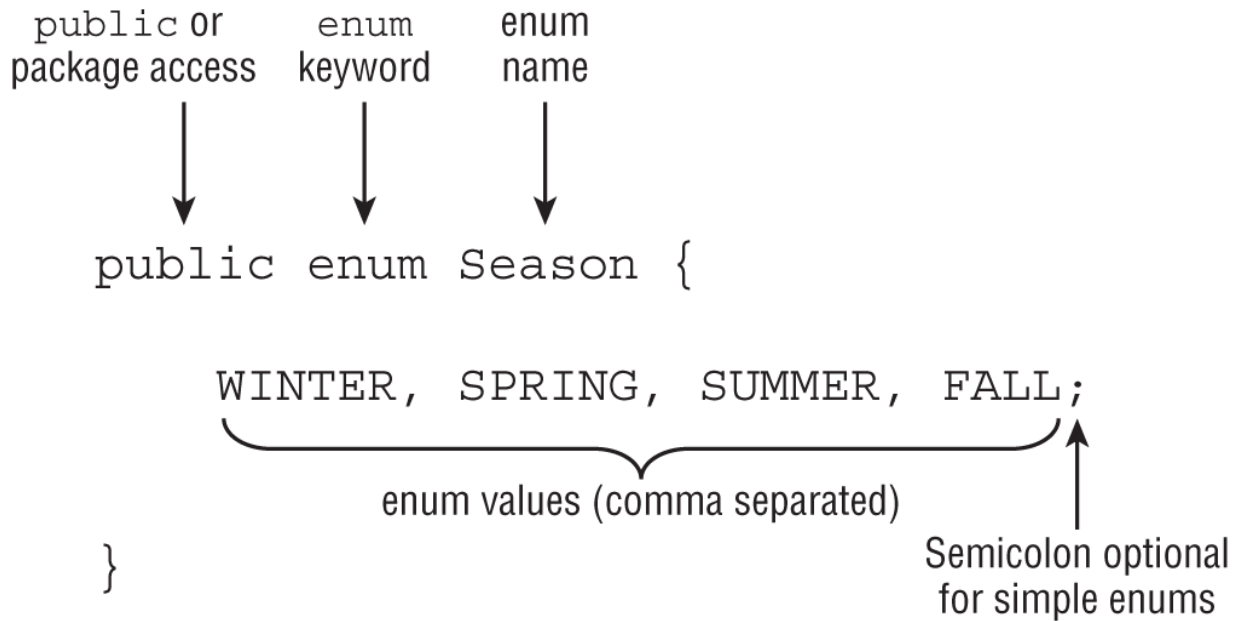 public or
package access
enum
keyword
enum
name
public enum Season {
WINTER, SPRING, SUMMER, FALL;
enum values (comma separated)
Semicolon optional
for simple enums
}